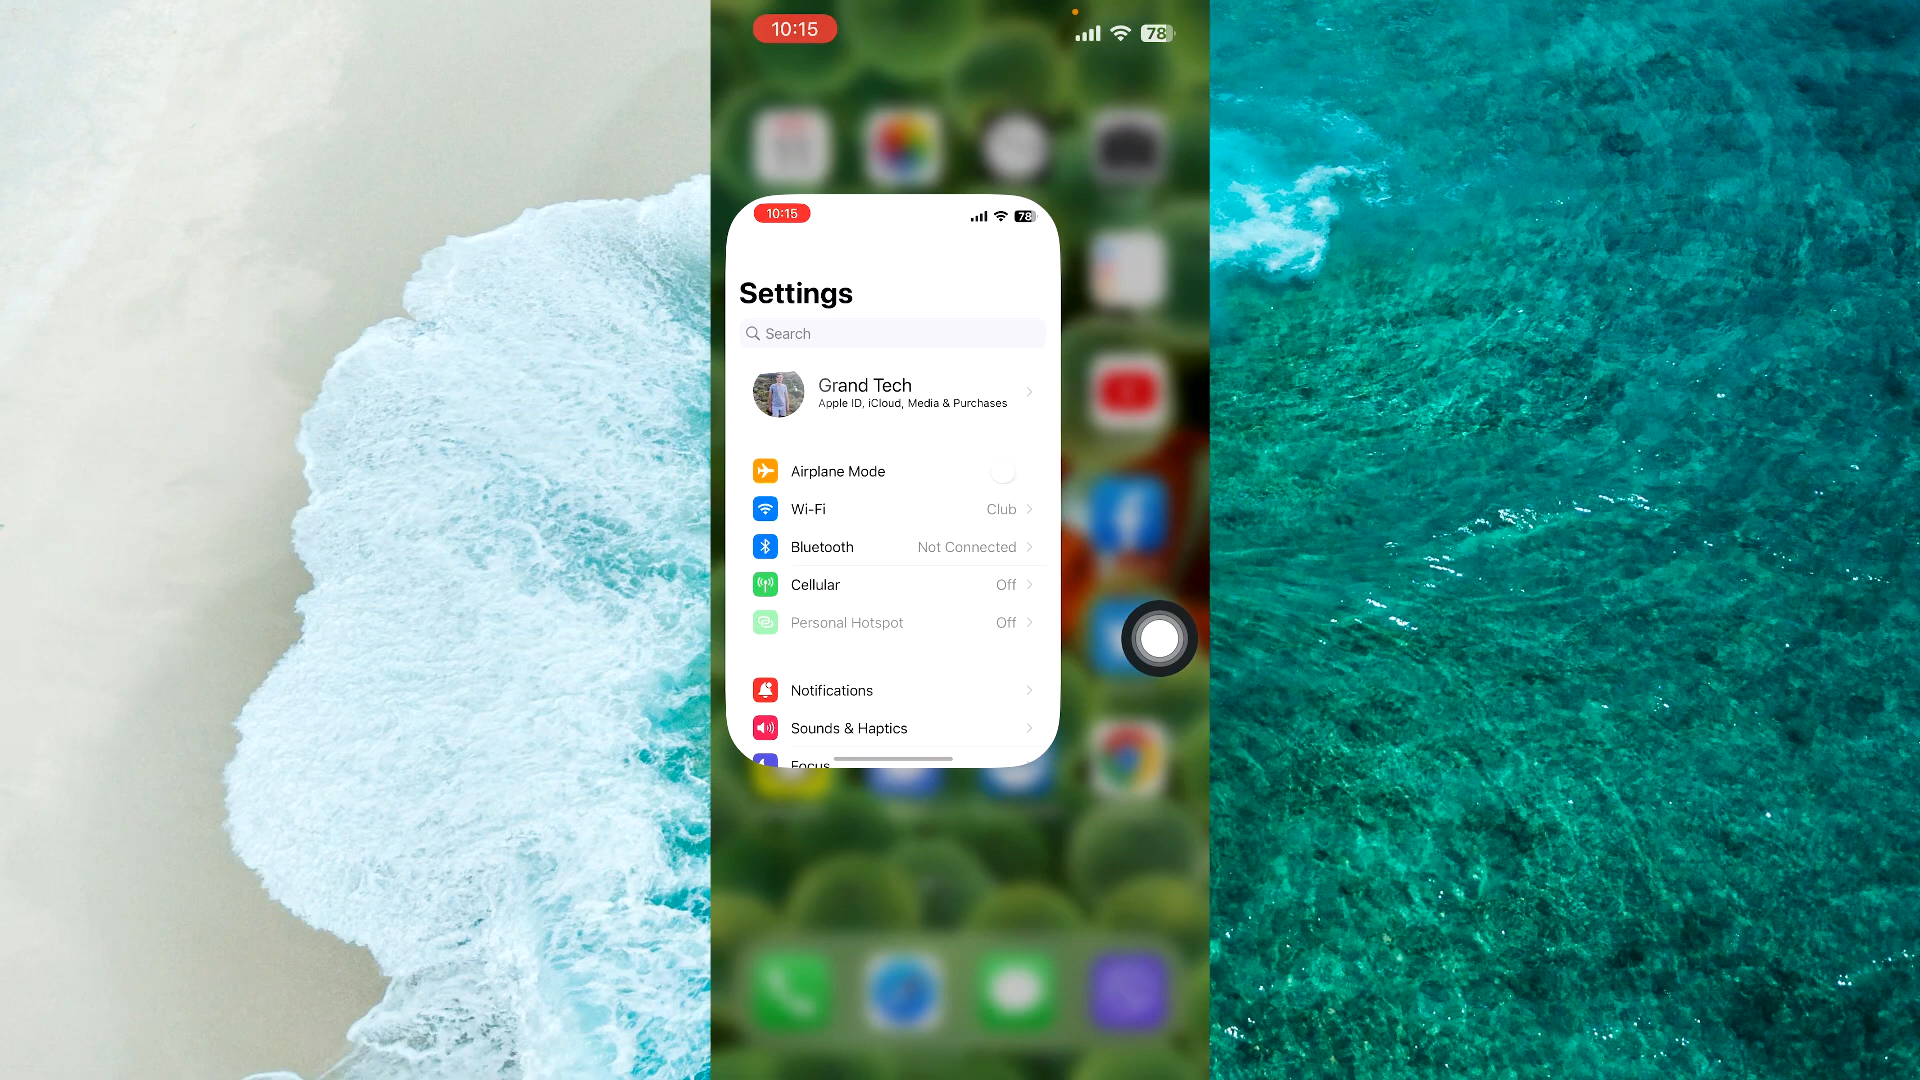 10:15
78
10:15
78
Settings
Search
Grand Tech
Apple ID, iCloud, Media & Purchases
Airplane Mode
Wi-Fi Club
Bluetooth Not Connected
Cellular Off
Personal Hotspot Off
Notifications
Sounds & Haptics
Focus